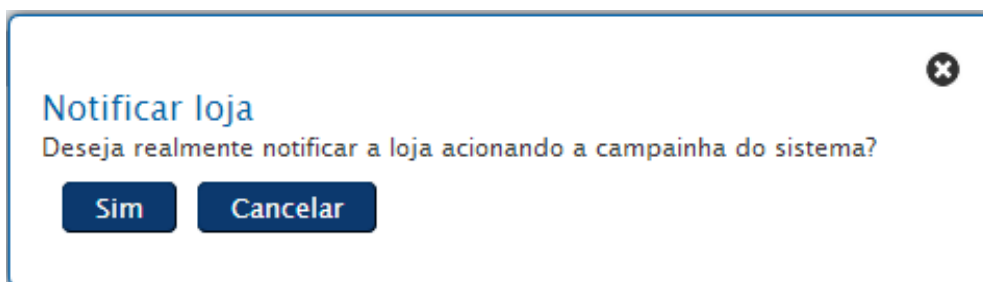 Notificar loja
Deseja realmente notificar a loja acionando a campainha do sistema?
Sim Cancelar